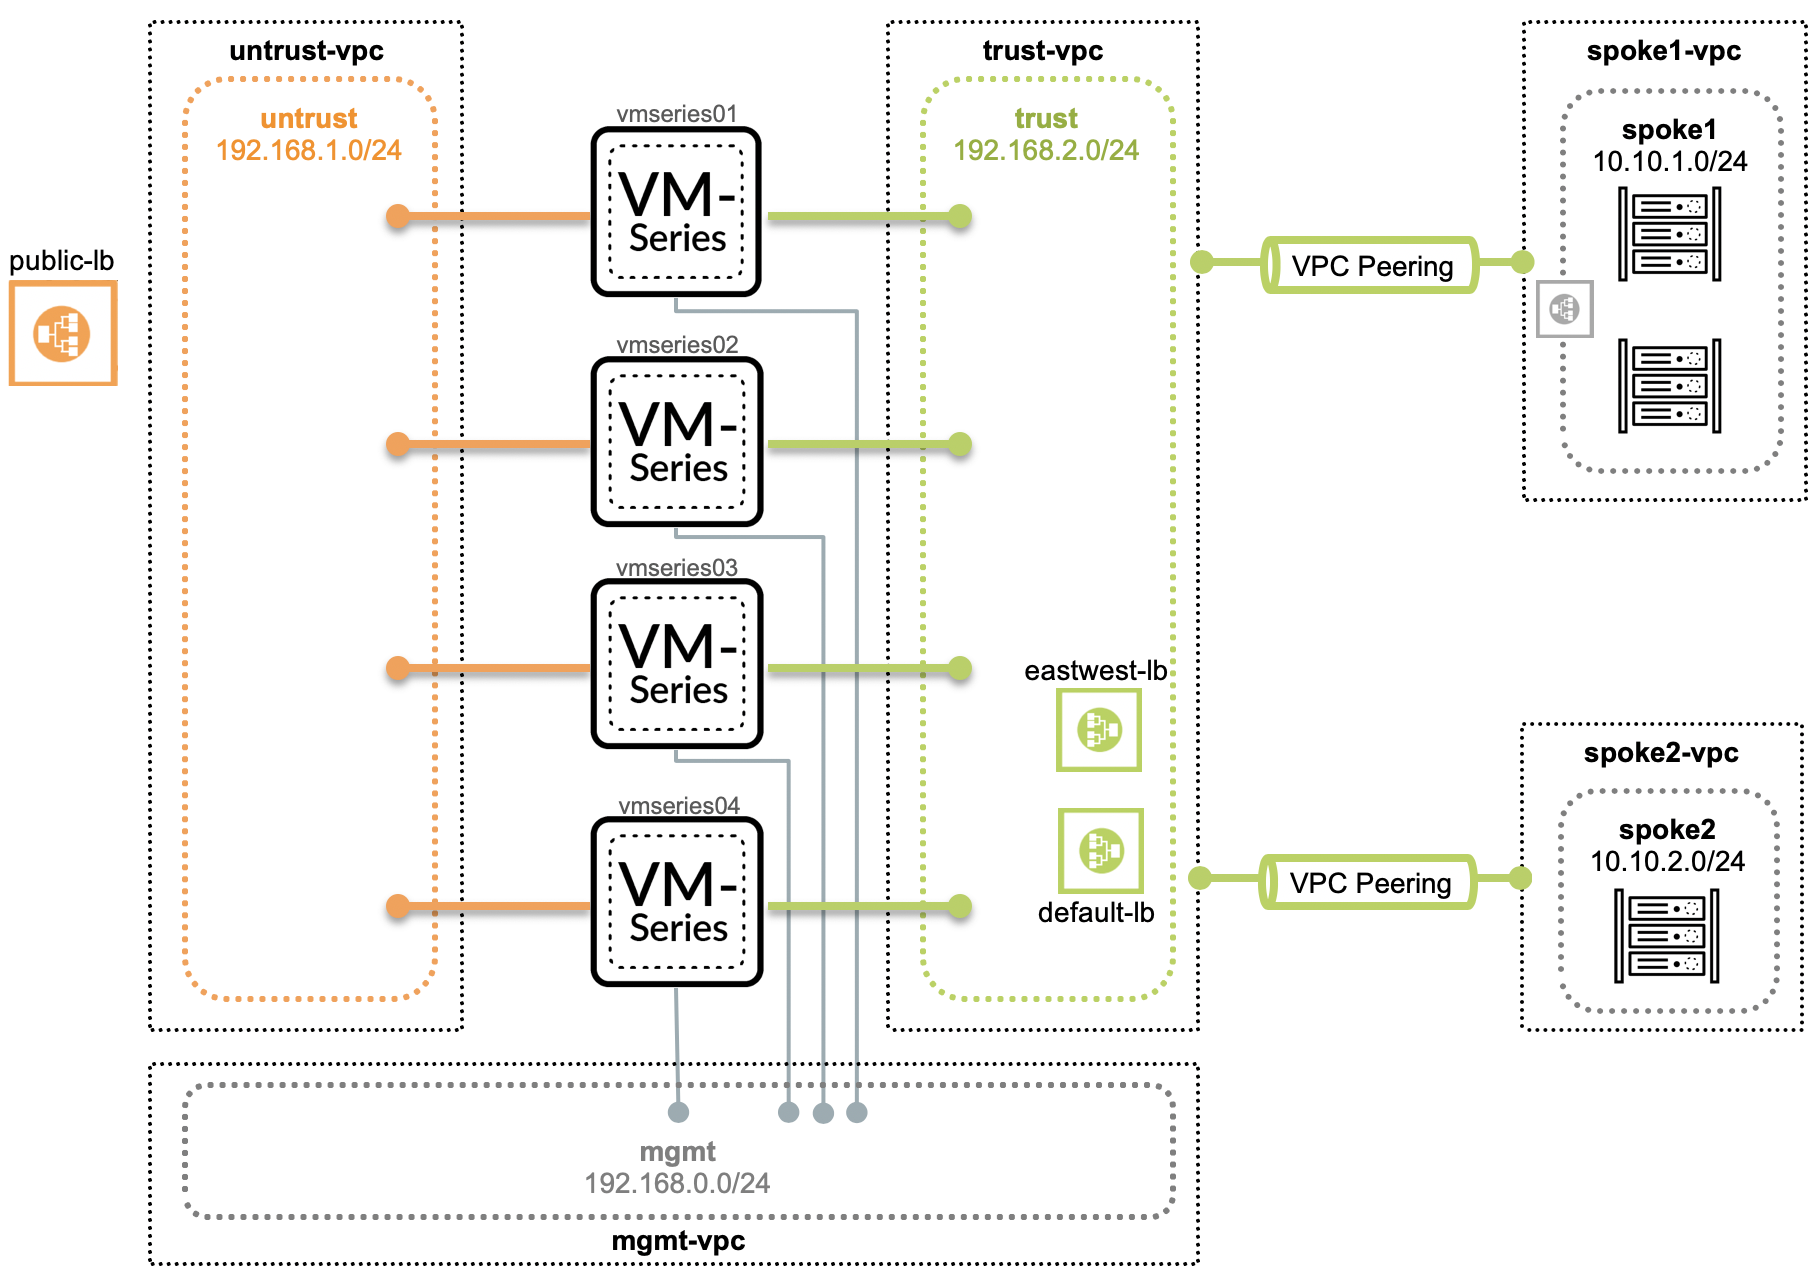 untrust-vpc
trust-vpc
spoke1-vpc
untrust
192.168.1.0/24
vmseries01
VM-
Series
trust
192.168.2.0/24
spoke1
10.10.1.0/24
public-lb
VPC Peering
vmseries02
VM-
Series
vmseries03
VM-
Series
eastwest-lb
vmseries04
VM-
Series
default-lb
VPC Peering
spoke2-vpc
spoke2
10.10.2.0/24
mgmt
192.168.0.0/24
mgmt-vpc